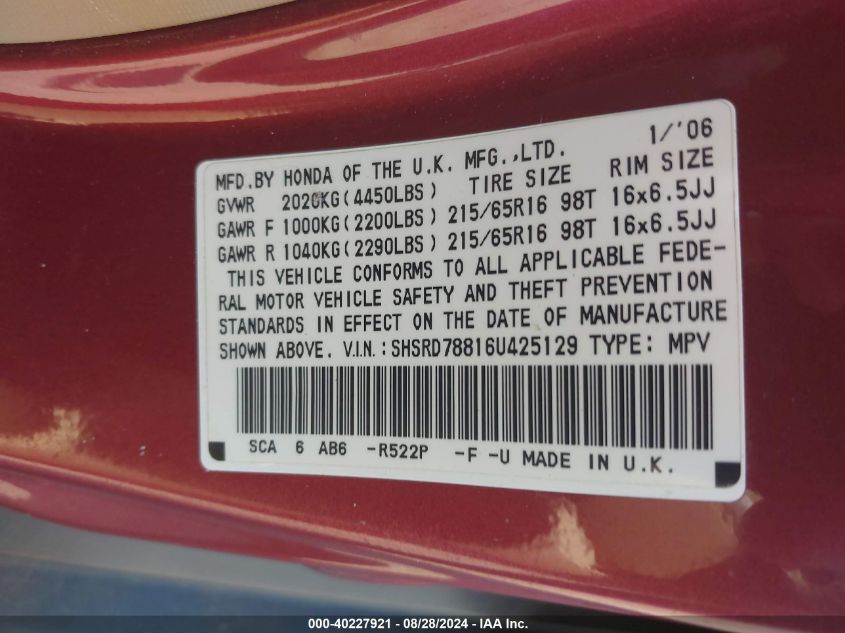 1/'06
MFD.BY HONDA OF THE U.K. MFG.,LTD.
GVWR 2020KG(4450LBS) TIRE SIZE RIM SIZE
GAWR F 1000KG(2200LBS) 215/65R16 98T 16x6.5JJ
GAWR R 1040KG(2290LBS) 215/65R16 98T 16x6.5JJ
THIS VEHICLE CONFORMS TO ALL APPLICABLE FEDE-
RAL MOTOR VEHICLE SAFETY AND THEFT PREVENTION
STANDARDS IN EFFECT ON THE DATE OF MANUFACTURE
SHOWN ABOVE. V.I.N.:SHSRD78816U425129 TYPE: MPV
SCA 6 AB6 -R522P -F -U MADE IN U.K.
000-40227921 / 08/28/2024 - IAA Inc.